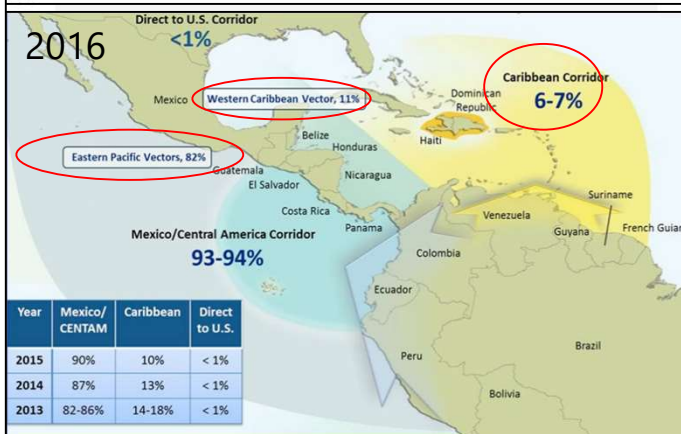 2016
Direct to U.S. Corridor
<1%
Caribbean Corridor
6-7%
Mexico
Western Caribbean Vector, 11%
Dominican
Republic
Haiti
Belize
Honduras
Eastern Pacific Vectors, 82%
Guatemala
El Salvador
Nicaragua
Costa Rica
Panama
Venezuela
Suriname
Guyana
French Guian
Mexico/Central America Corridor
93-94%
Colombia
Ecuador
Peru
Brazil
Bolivia
Year Mexico/ Caribbean Direct
CENTAM to U.S.
2015 90% 10% < 1%
2014 87% 13% < 1%
2013 82-86% 14-18% < 1%